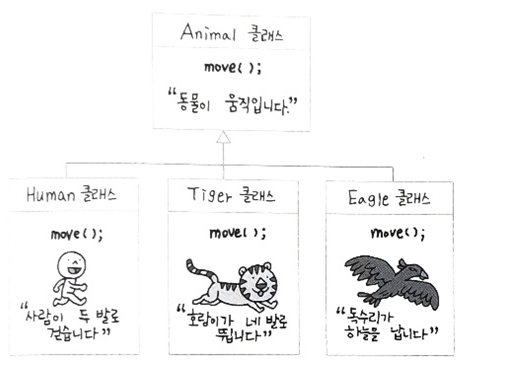 Animal 클래스
move( );
“동물이 움직입니다.”
Human 클래스
move( );
“사람이 두 발로
걷습니다”
Tiger 클래스
move( );
“호랑이가 네 발로
뜁니다”
Eagle 클래스
move( );
“독수리가
하늘을 납니다”